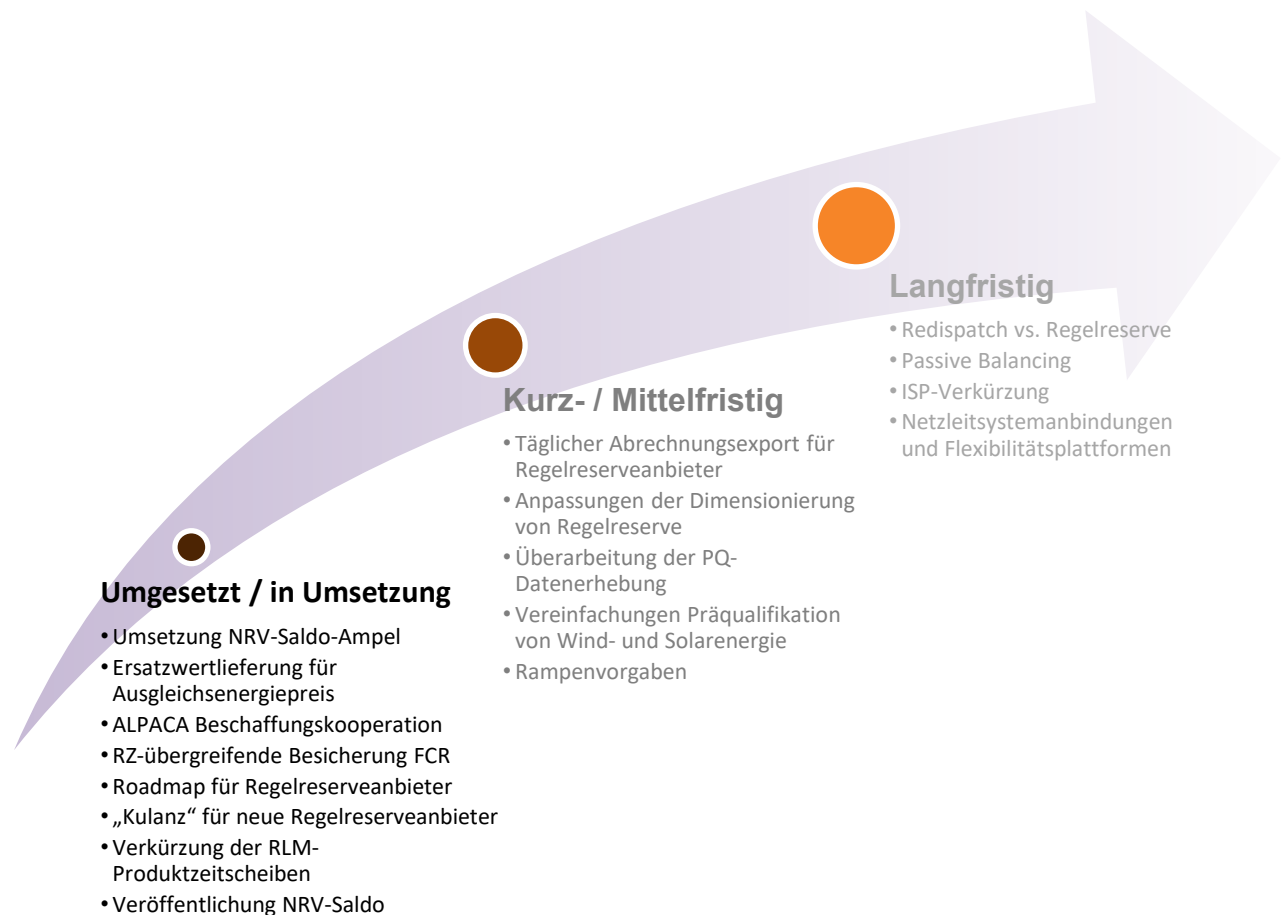 Umgesetzt / in Umsetzung
• Umsetzung NRV-Saldo-Ampel
• Ersatzwertlieferung für
Ausgleichsenergiepreis
• ALPACA Beschaffungskooperation
• RZ-übergreifende Besicherung FCR
• Roadmap für Regelreserveanbieter
• „Kulanz“ für neue Regelreserveanbieter
• Verkürzung der RLM-
Produktzeitscheiben
• Veröffentlichung NRV-Saldo
Kurz- / Mittelfristig
• Täglicher Abrechnungsexport für
Regelreserveanbieter
• Anpassungen der Dimensionierung
von Regelreserve
• Überarbeitung der PQ-
Datenerhebung
• Vereinfachungen Präqualifikation
von Wind- und Solarenergie
• Rampenvorgaben
Langfristig
• Redispatch vs. Regelreserve
• Passive Balancing
• ISP-Verkürzung
• Netzleitsystemanbindungen
und Flexibilitätsplattformen